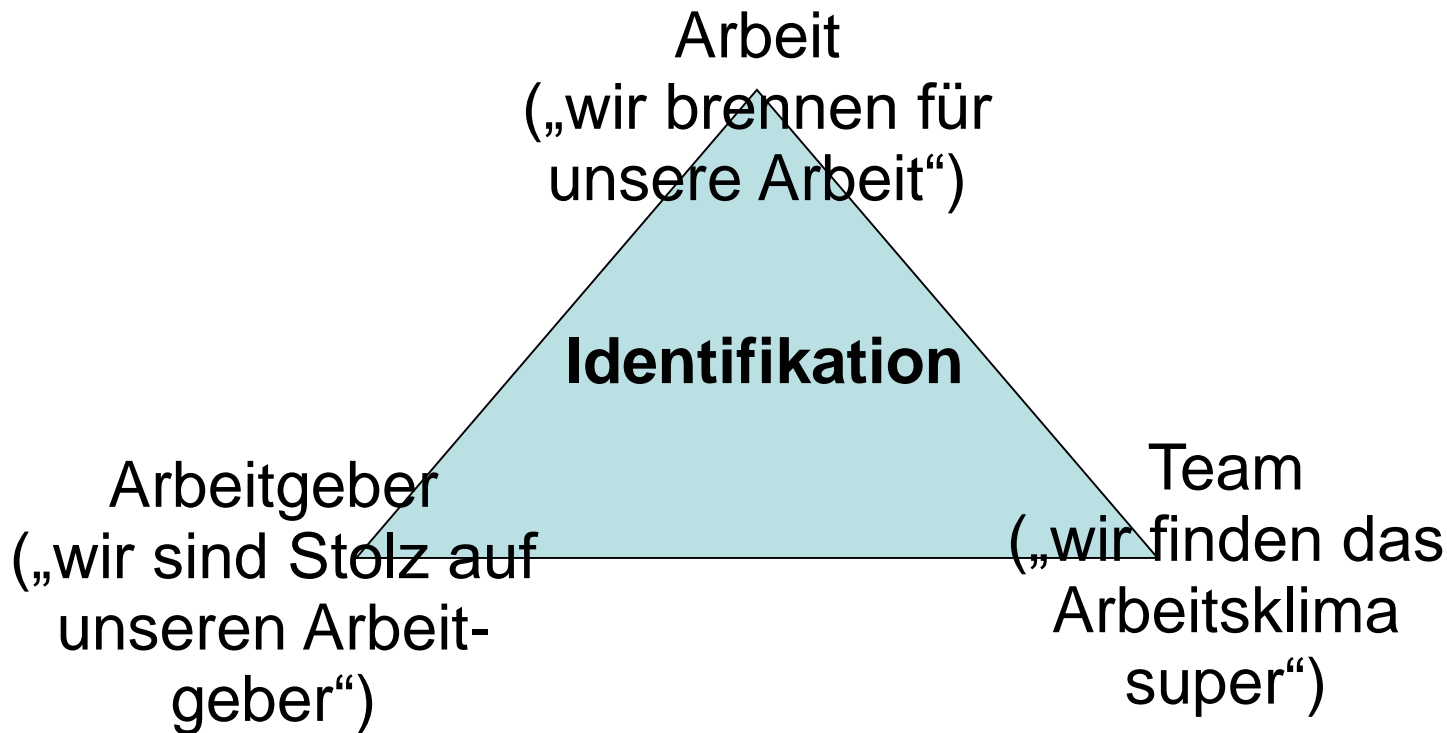 Arbeit
(„wir brennen für
unsere Arbeit“)
Identifikation
Arbeitgeber
(„wir sind Stolz auf
unseren Arbeit-
geber“)
Team
(„wir finden das
Arbeitsklima
super“)